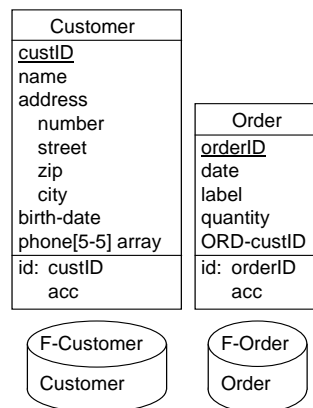 Customer
custID
name
address
number
street
zip
city
birth-date
phone[5-5] array
id: custID
acc
Order
orderID
date
label
quantity
ORD-custID
id: orderID
acc
F-Customer
Customer
F-Order
Order